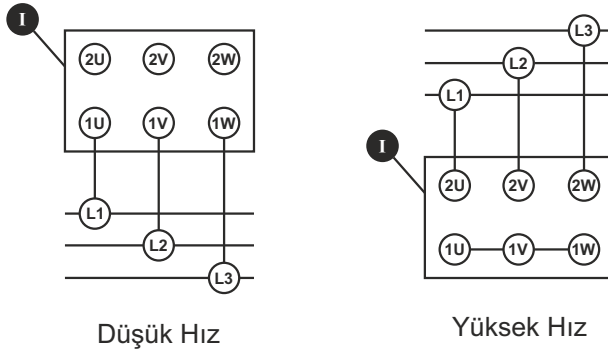 I
2U 2V 2W
1U 1V 1W
L1
L2
L3
Düşük Hız
L3
L2
L1
I
2U 2V 2W
1U 1V 1W
Yüksek Hız